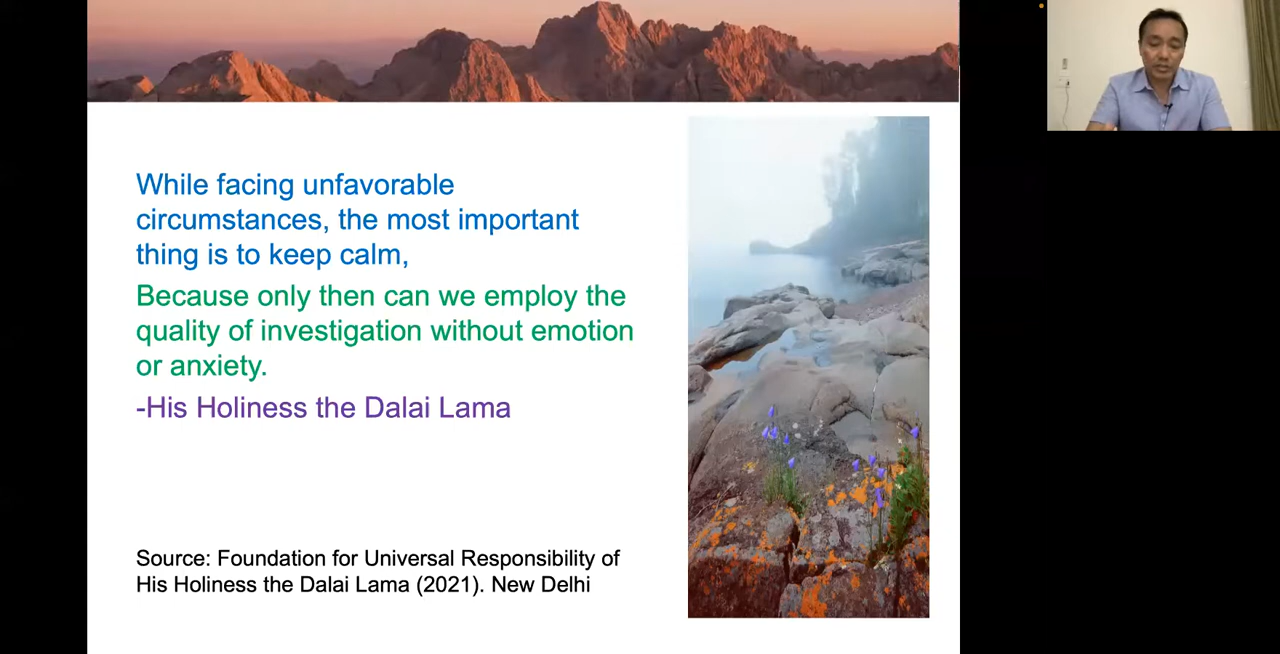 While facing unfavorable
circumstances, the most important
thing is to keep calm,
Because only then can we employ the
quality of investigation without emotion
or anxiety.
-His Holiness the Dalai Lama
Source: Foundation for Universal Responsibility of
His Holiness the Dalai Lama (2021). New Delhi